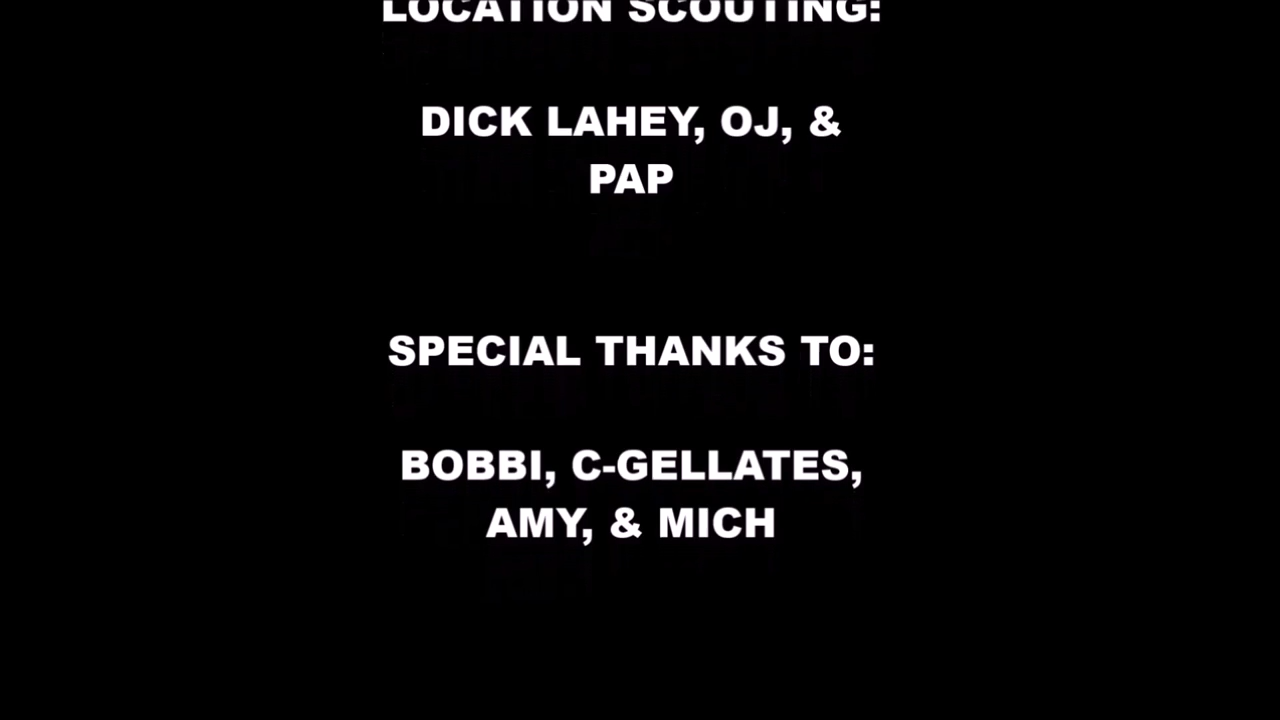 LOCATION SCOUTING:
DICK LAHEY, OJ, &
PAP
SPECIAL THANKS TO:
BOBBI, C-GELLATES,
AMY, & MICH